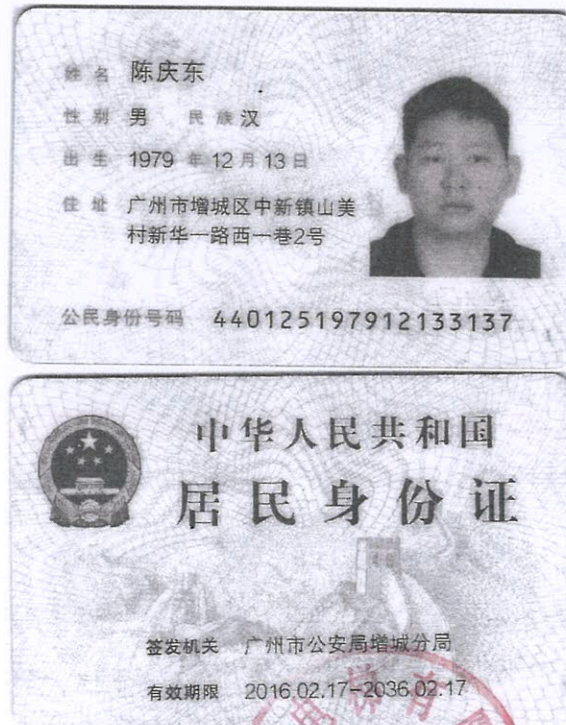 姓名 陈庆东
性别 男 民族 汉
出生 1979 年 12 月 13 日
住址 广州市增城区中新镇山美
村新华一路西一巷2号
公民身份号码 440125197912133137
中华人民共和国
居民身份证
签发机关 广州市公安局增城分局
有效期限 2016.02.17-2036.02.17